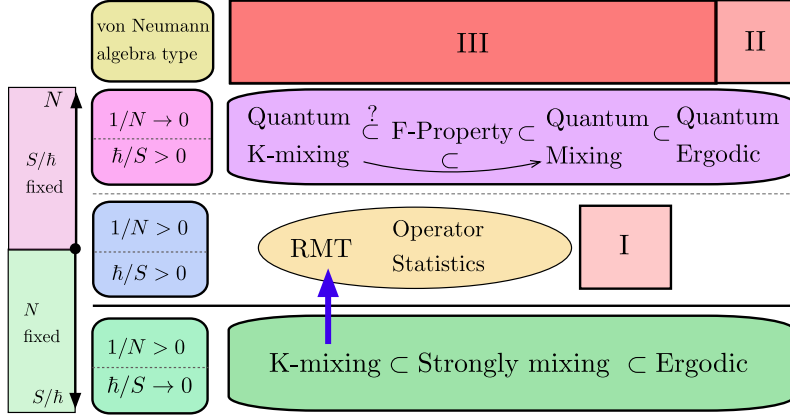 von Neumann
algebra type
III
II
N
S/ħ
fixed
1/N → 0
ħ/S > 0
Quantum ?⊂ F-Property ⊂ Quantum ⊂ Quantum
K-mixing ⊂ Mixing Ergodic
1/N > 0
ħ/S > 0
RMT
Operator
Statistics
I
N
fixed
S/ħ
1/N > 0
ħ/S → 0
K-mixing ⊂ Strongly mixing ⊂ Ergodic